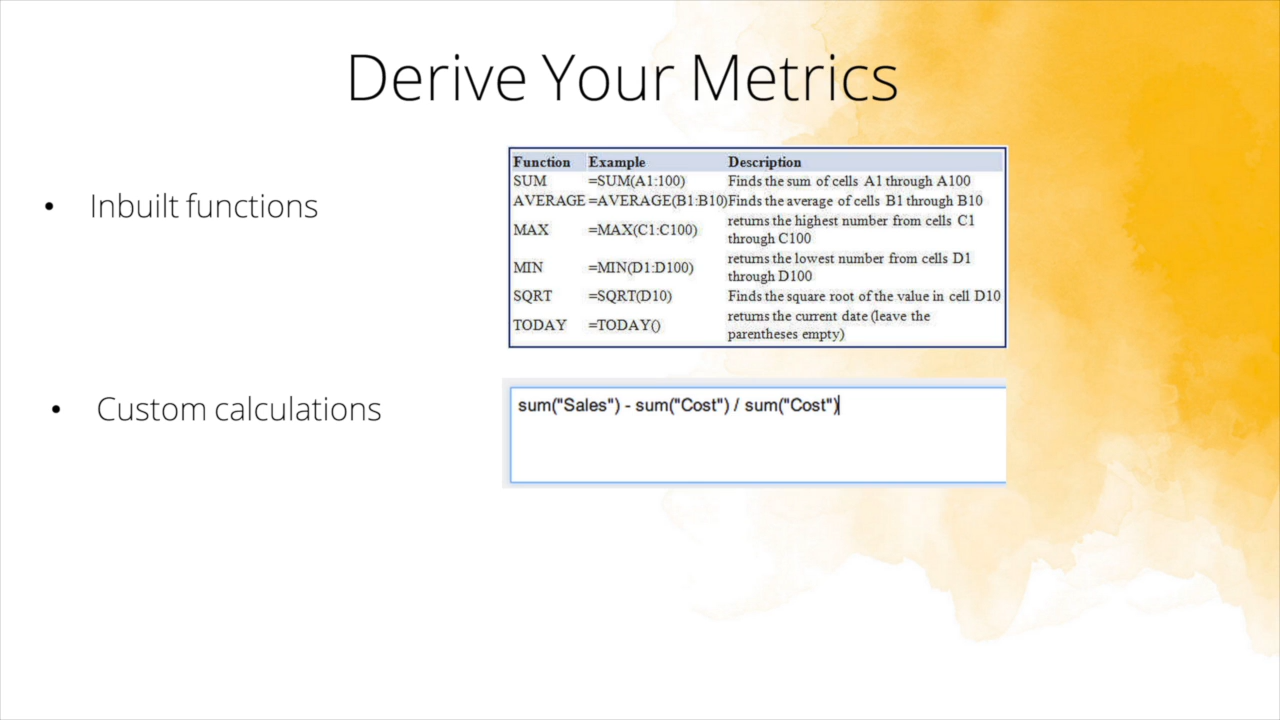 Derive Your Metrics
• Inbuilt functions
Function Example Description
SUM =SUM(A1:100) Finds the sum of cells A1 through A100
AVERAGE =AVERAGE(B1:B10) Finds the average of cells B1 through B10
MAX =MAX(C1:C100) returns the highest number from cells C1
through C100
MIN =MIN(D1:D100) returns the lowest number from cells D1
through D100
SQRT =SQRT(D10) Finds the square root of the value in cell D10
TODAY =TODAY() returns the current date (leave the
parentheses empty)
• Custom calculations
sum("Sales") - sum("Cost") / sum("Cost")